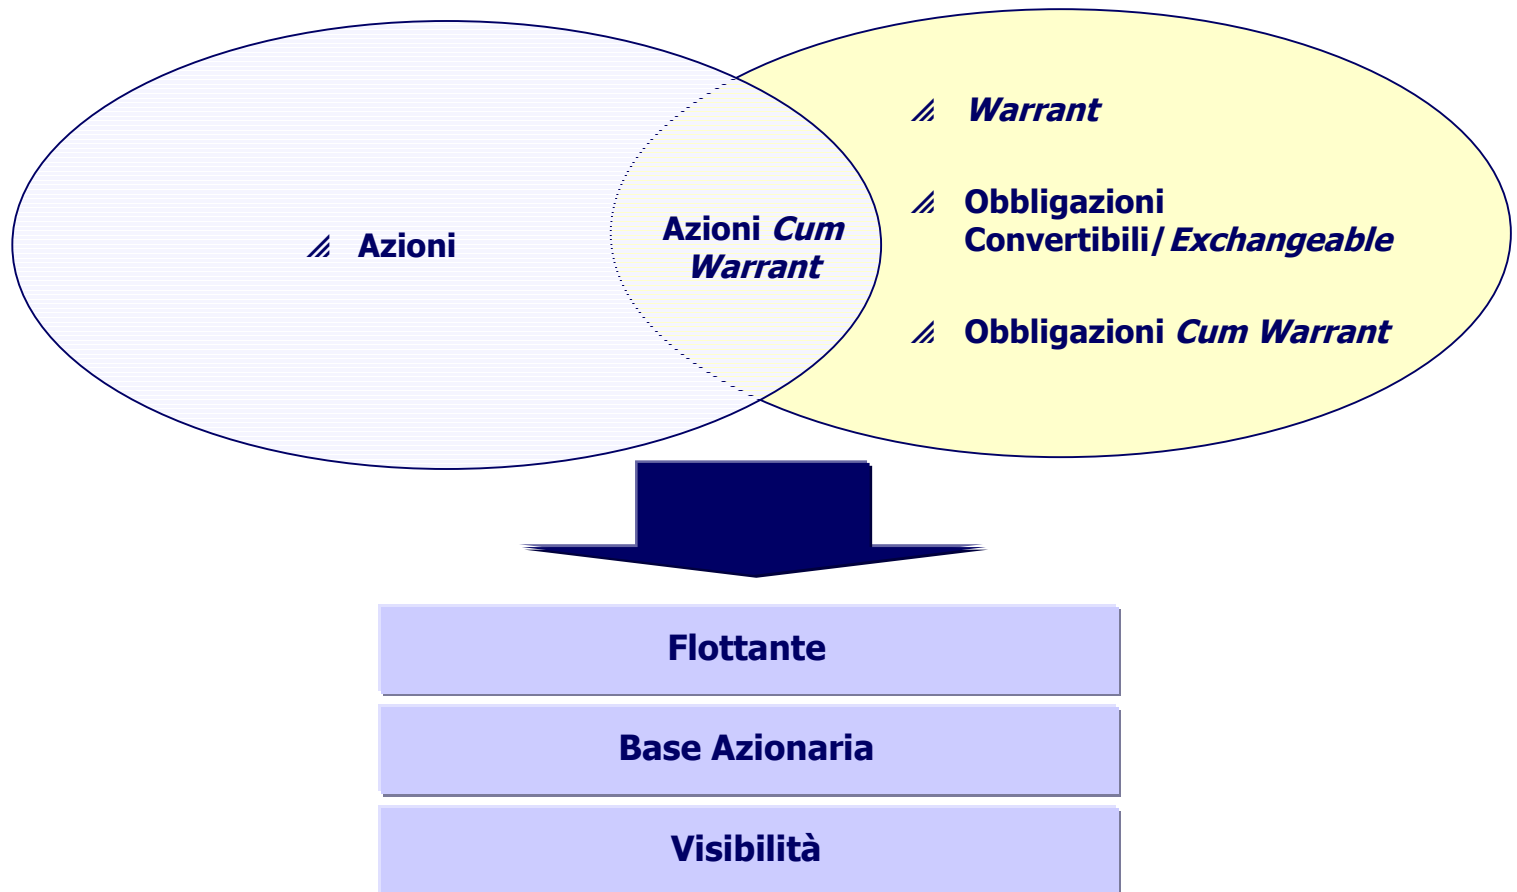 Azioni
Azioni Cum
Warrant
Warrant
Obbligazioni
Convertibili/Exchangeable
Obbligazioni Cum Warrant
Flottante
Base Azionaria
Visibilità